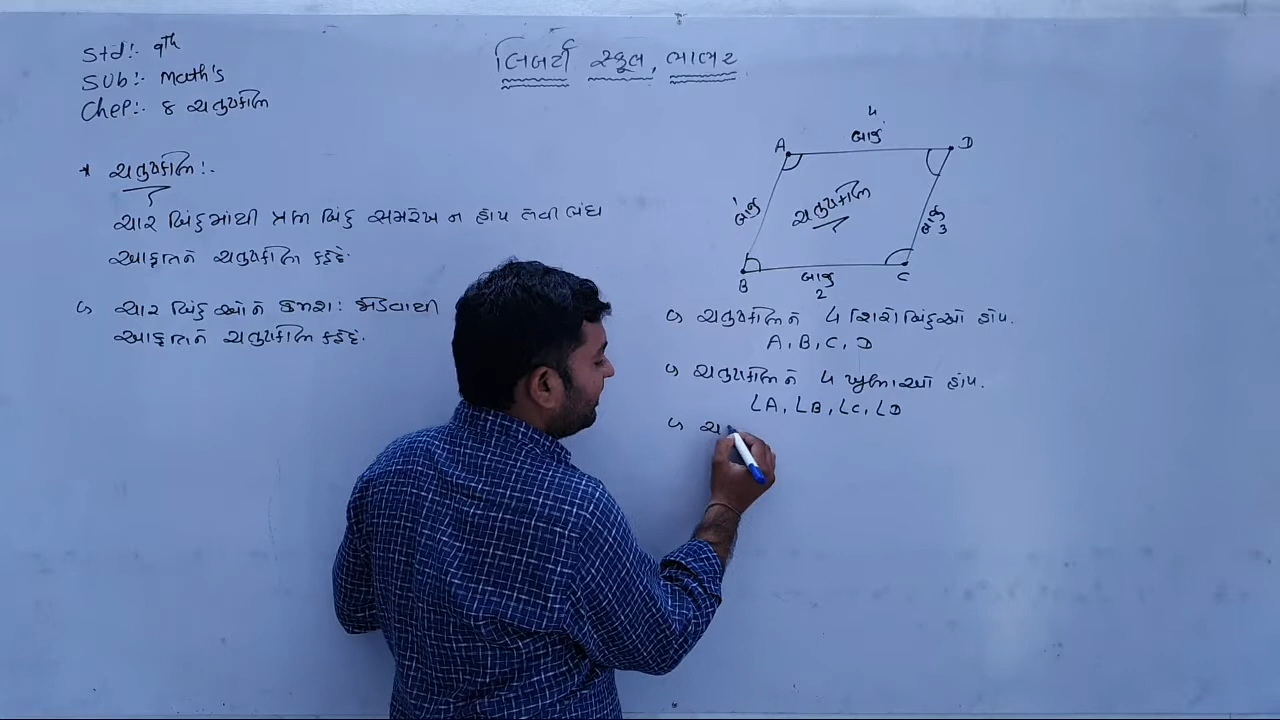 Std:- 9th
Sub:- Math's
Chep:- 8 ચતુષ્કોણ
લિબર્ટી સ્કૂલ, ભાભર
* ચતુષ્કોણ:-
ચાર બિંદુમાંથી ત્રણ બિંદુ સમરેખ ન હોય તેવી બંધ
આકૃતિને ચતુષ્કોણ કહે છે.
↪ ચાર બિંદુઓને ક્રમશ: જોડવાથી
આકૃતિને ચતુષ્કોણ કહે છે.
4
બાજુ
A
D
1
બાજુ
ચતુષ્કોણ
3
B
બાજુ
2
C
↪ ચતુષ્કોણને 4 શિરોબિંદુઓ હોય.
A, B, C, D
↪ ચતુષ્કોણને 4 ખૂણાઓ હોય.
∠A, ∠B, ∠C, ∠D
↪ ચ